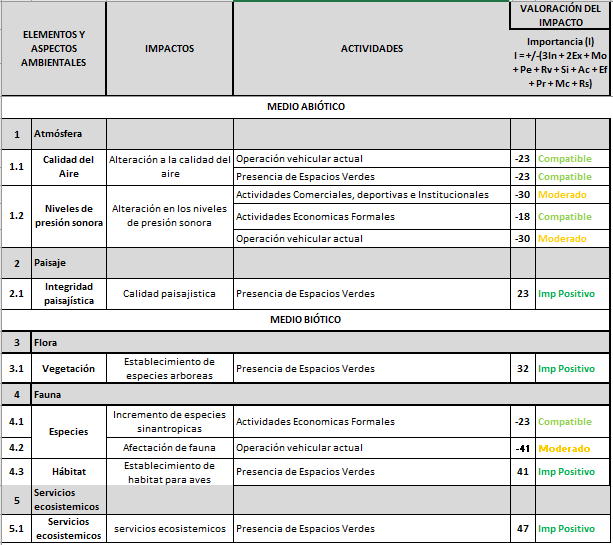 ELEMENTOS Y ASPECTOS AMBIENTALES | IMPACTOS | ACTIVIDADES | VALORACIÓN DEL IMPACTO
Importancia (I)
I = +/-(3In + 2Ex + Mo
+ Pe + Rv + Si + Ac + Ef
+ Pr + Mc + Rs)
MEDIO ABIÓTICO
1 Atmósfera
1.1 Calidad del Aire | Alteración a la calidad del aire | Operación vehicular actual | -23 Compatible
Presencia de Espacios Verdes | -23 Compatible
1.2 Niveles de presión sonora | Alteración en los niveles de presión sonora | Actividades Comerciales, deportivas e Institucionales | -30 Moderado
Actividades Economicas Formales | -18 Compatible
Operación vehicular actual | -30 Moderado
2 Paisaje
2.1 Integridad paisajística | Calidad paisajistica | Presencia de Espacios Verdes | 23 Imp Positivo
MEDIO BIÓTICO
3 Flora
3.1 Vegetación | Establecimiento de especies arboreas | Presencia de Espacios Verdes | 32 Imp Positivo
4 Fauna
4.1 Especies | Incremento de especies sinantropicas | Actividades Economicas Formales | -23 Compatible
4.2 Afectación de fauna | Operación vehicular actual | -41 Moderado
4.3 Hábitat | Establecimiento de habitat para aves | Presencia de Espacios Verdes | 41 Imp Positivo
5 Servicios ecosistemicos
5.1 Servicios ecosistemicos | servicios ecosistemicos | Presencia de Espacios Verdes | 47 Imp Positivo